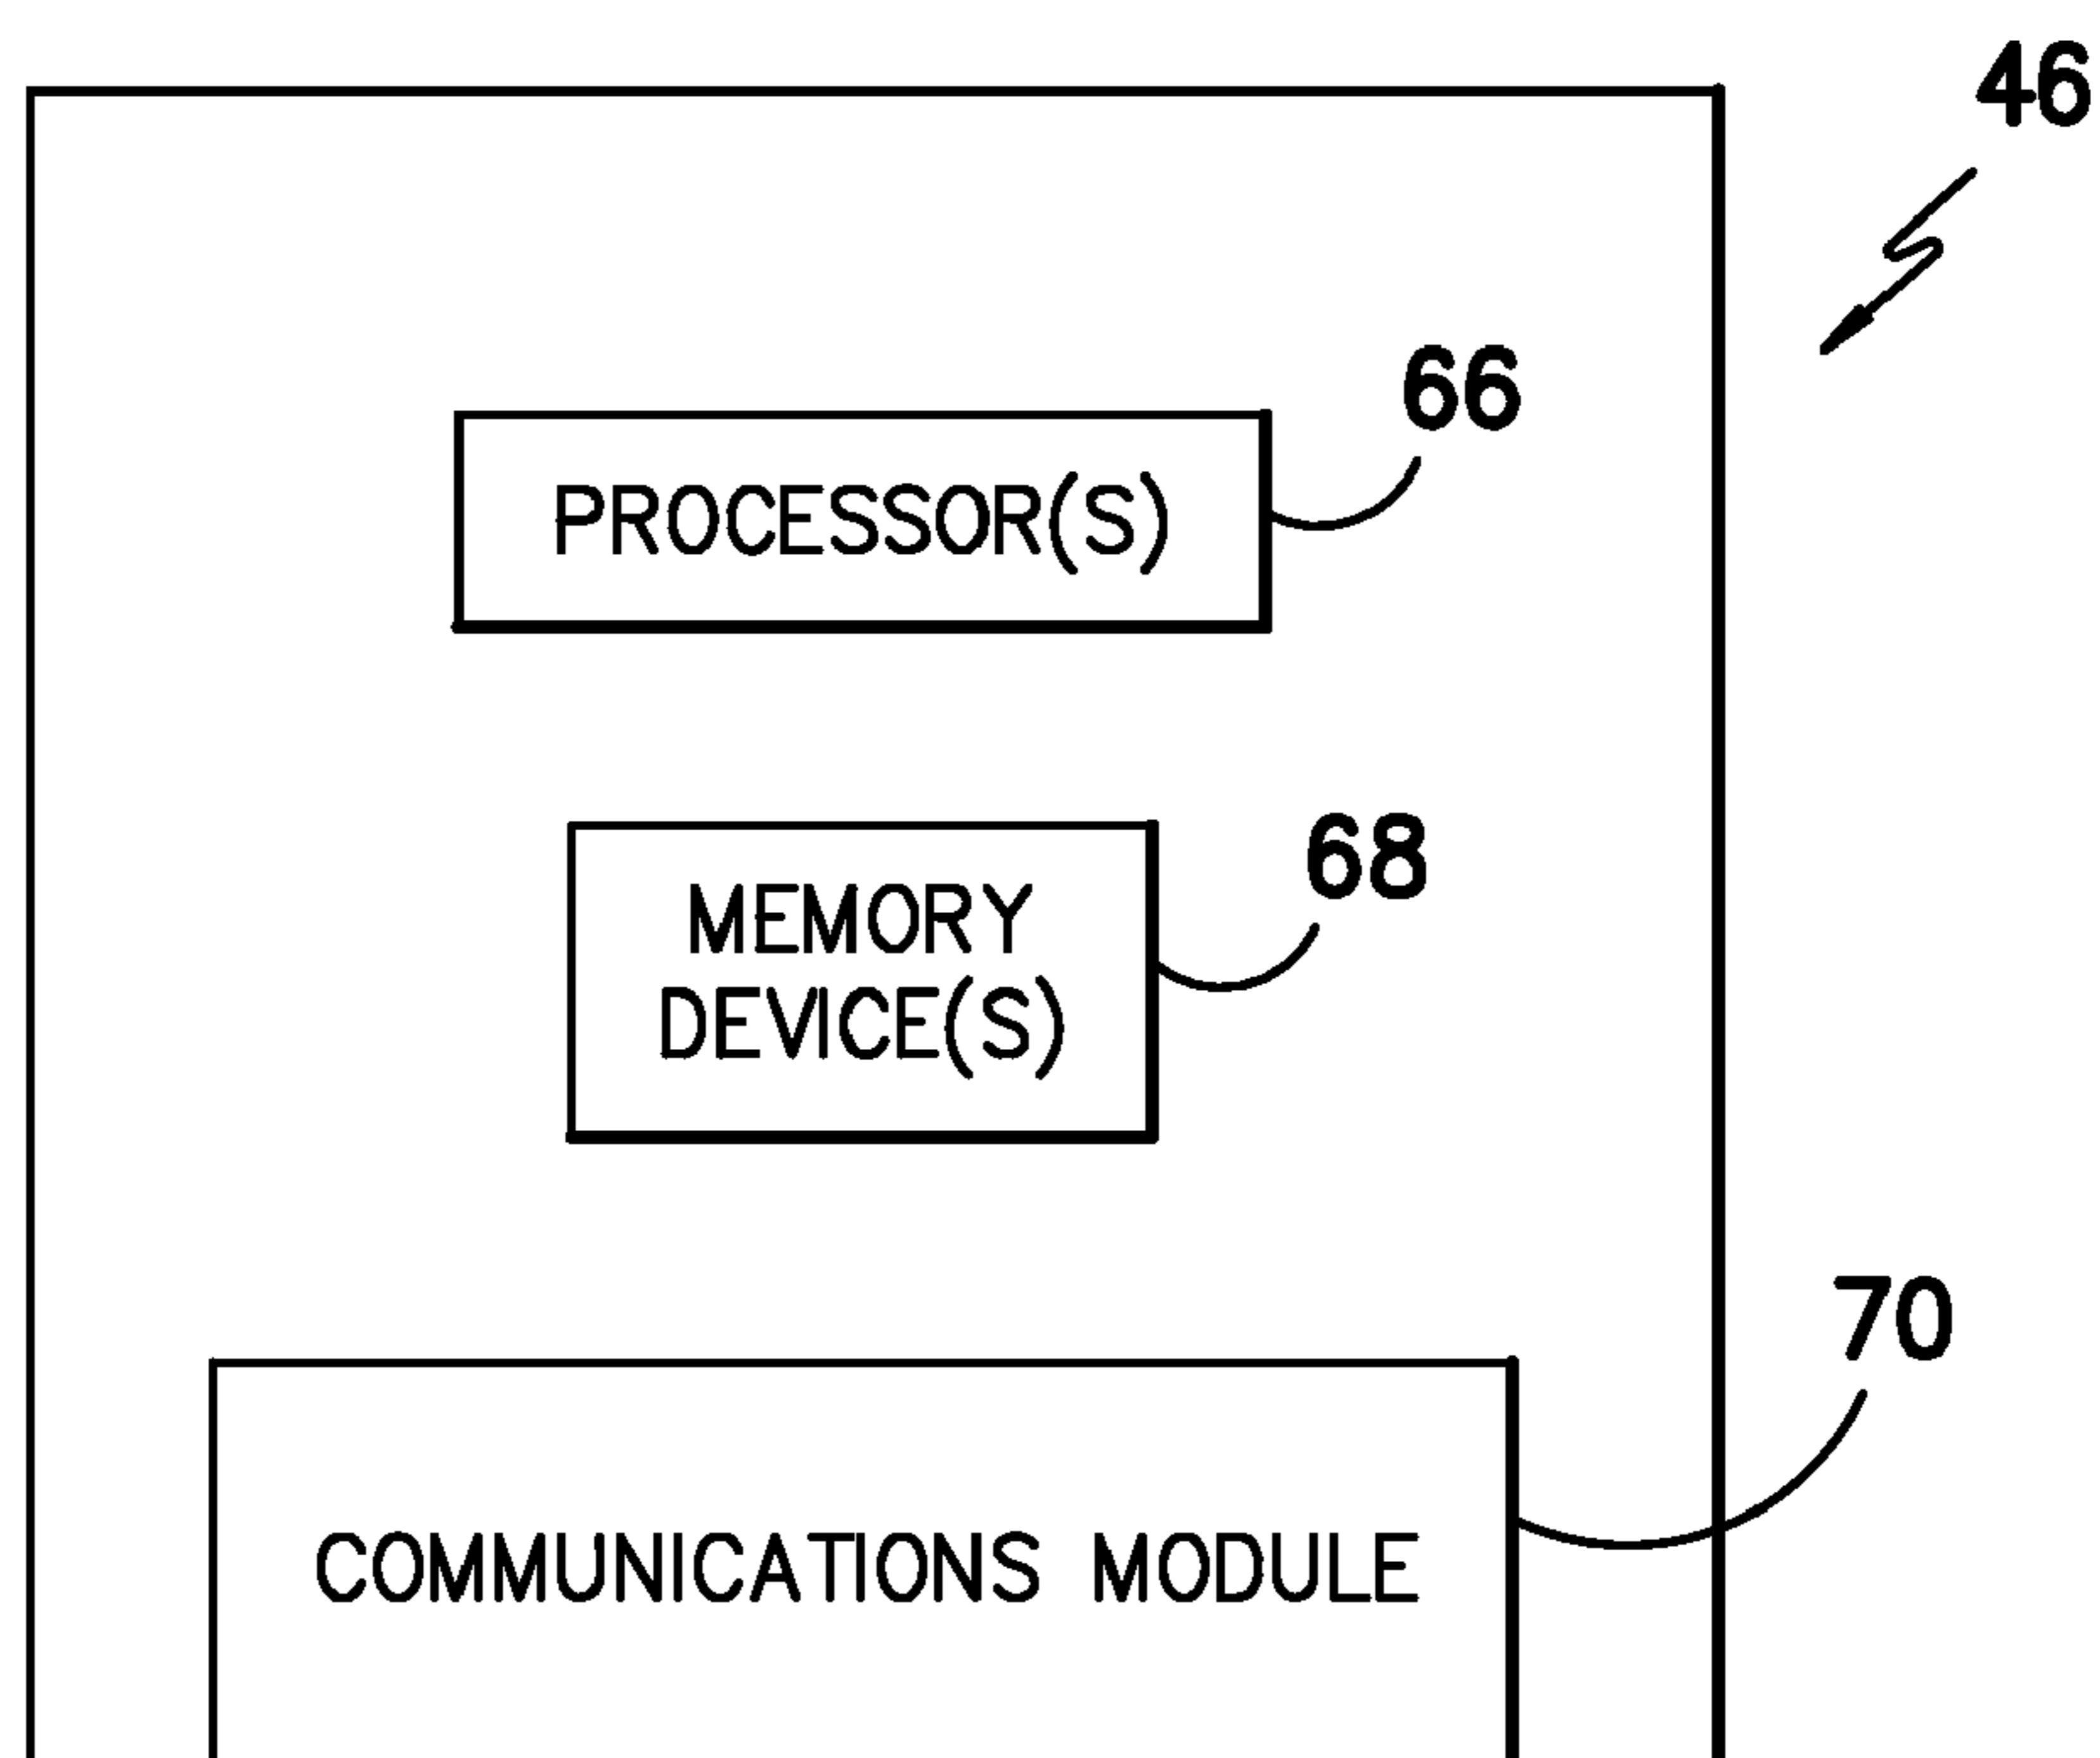 46
66
PROCESSOR(S)
68
MEMORY
DEVICE(S)
70
COMMUNICATIONS MODULE